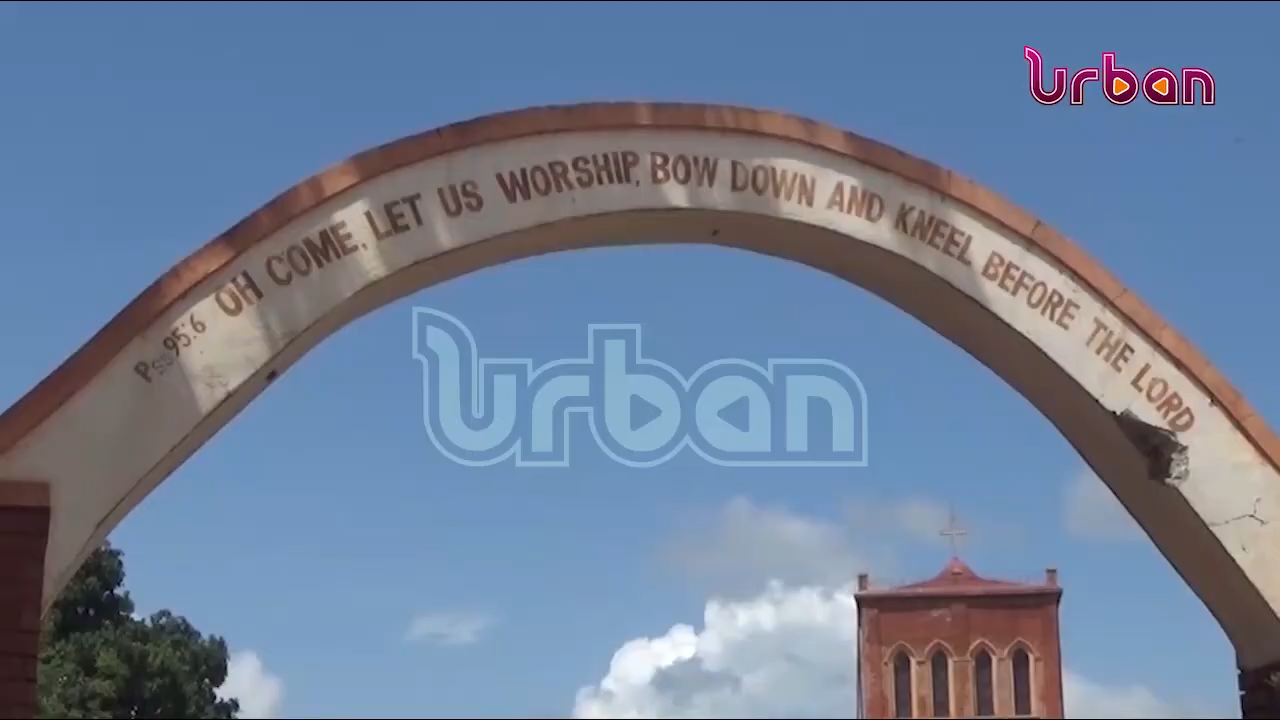 Urban
Pss 95:6 OH COME, LET US WORSHIP, BOW DOWN AND KNEEL BEFORE THE LORD
Urban